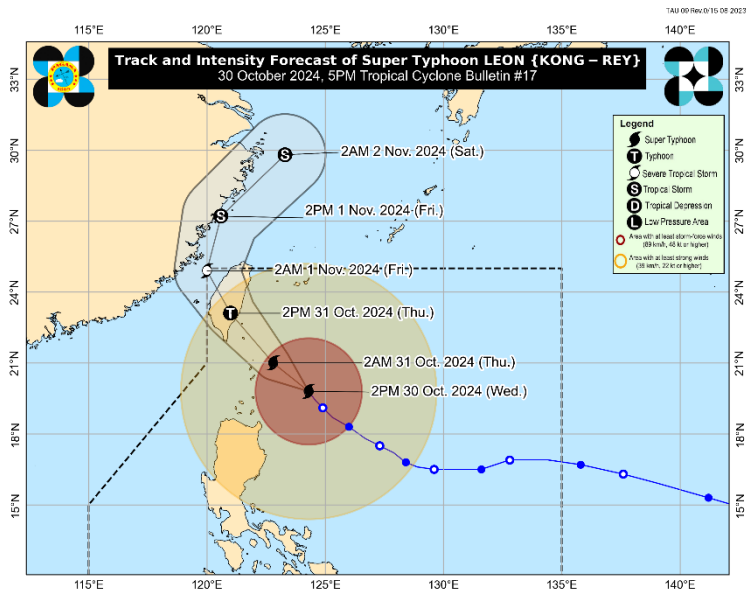 TAU 09 Rev.0/15 08 2023
115°E 120°E 125°E 130°E 135°E 140°E
Track and Intensity Forecast of Super Typhoon LEON {KONG – REY}
30 October 2024, 5PM Tropical Cyclone Bulletin #17
33°N 33°N
Legend
Super Typhoon
T Typhoon
Severe Tropical Storm
S Tropical Storm
D Tropical Depression
L Low Pressure Area
Area with at least storm-force winds
(89 km/h, 48 kt or higher)
Area with at least strong winds
(39 km/h, 22 kt or higher)
30°N 30°N
S 2AM 2 Nov. 2024 (Sat.)
27°N 27°N
S 2PM 1 Nov. 2024 (Fri.)
2AM 1 Nov. 2024 (Fri.)
24°N 24°N
T 2PM 31 Oct. 2024 (Thu.)
21°N 21°N
2AM 31 Oct. 2024 (Thu.)
2PM 30 Oct. 2024 (Wed.)
18°N 18°N
15°N 15°N
115°E 120°E 125°E 130°E 135°E 140°E